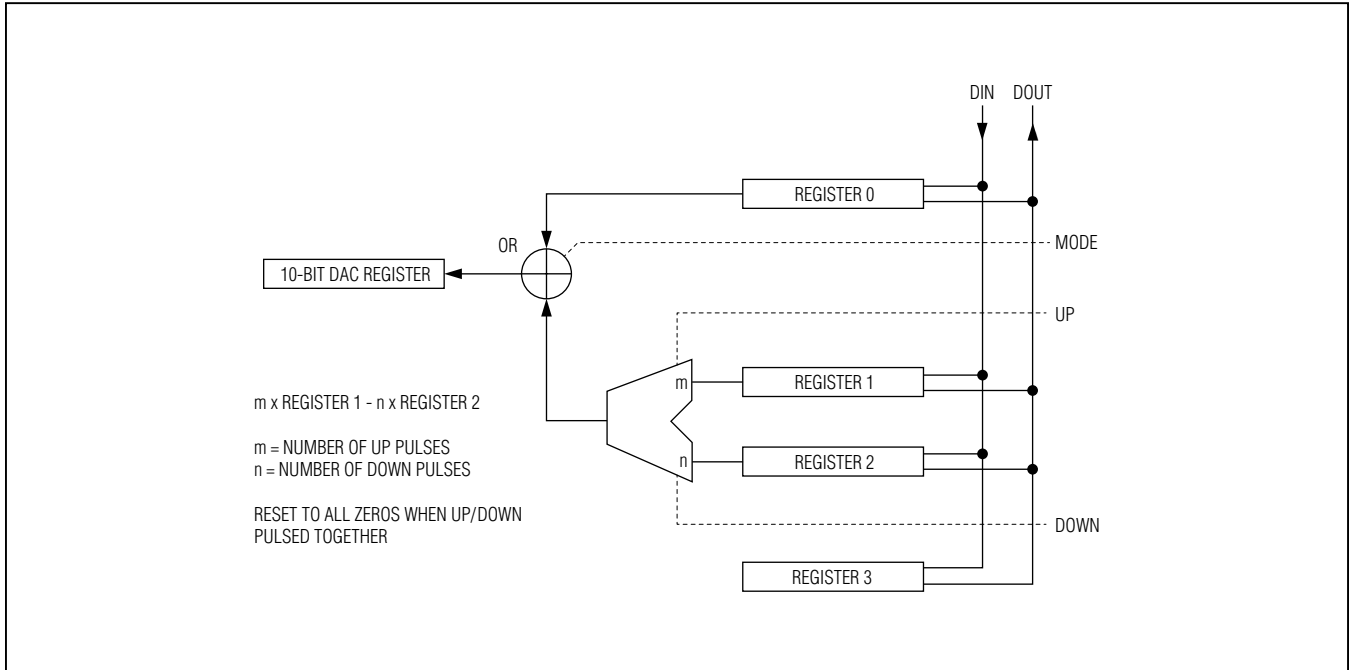 DIN DOUT
REGISTER 0
OR
MODE
10-BIT DAC REGISTER
UP
m
REGISTER 1
m x REGISTER 1 - n x REGISTER 2
m = NUMBER OF UP PULSES
n = NUMBER OF DOWN PULSES
n
REGISTER 2
RESET TO ALL ZEROS WHEN UP/DOWN
PULSED TOGETHER
DOWN
REGISTER 3